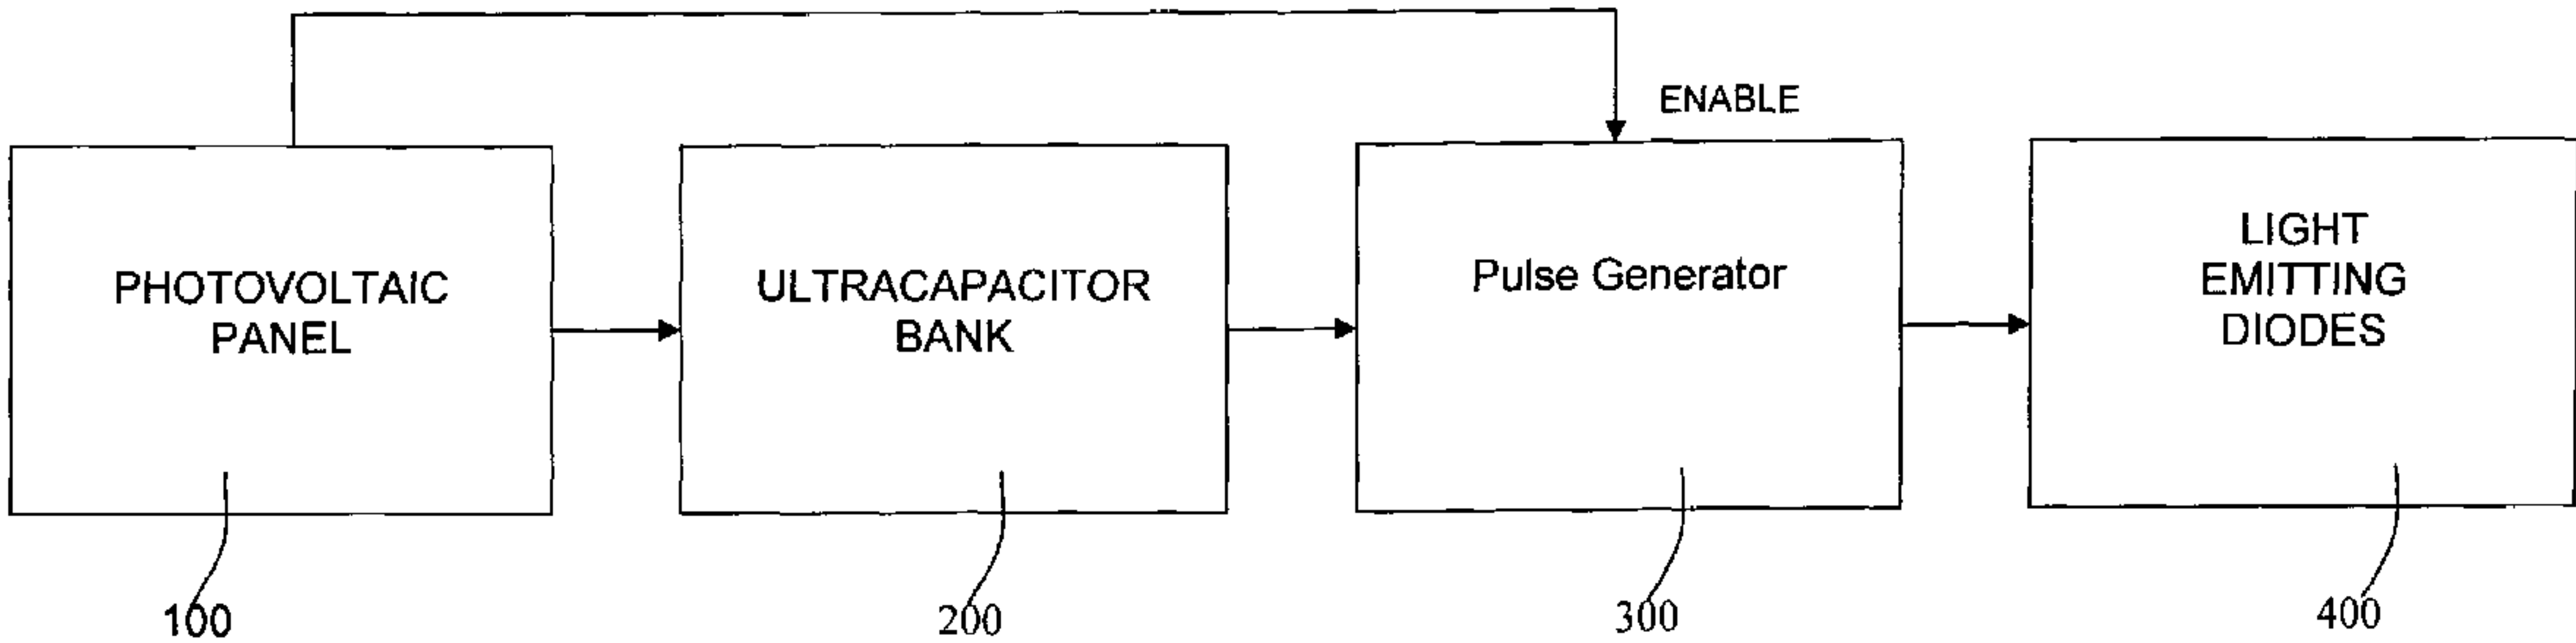 ENABLE
PHOTOVOLTAIC
PANEL
ULTRACAPACITOR
BANK
Pulse Generator
LIGHT
EMITTING
DIODES
100
200
300
400